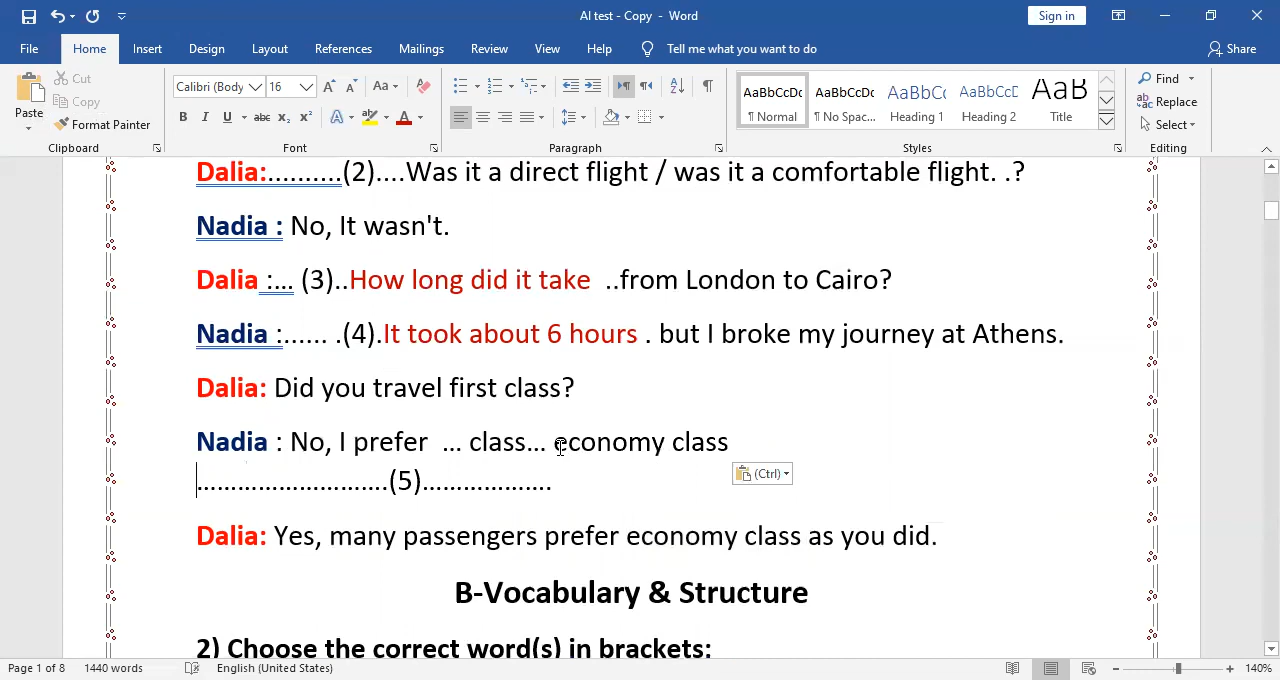 AI test - Copy - Word
Sign in
File Home Insert Design Layout References Mailings Review View Help Tell me what you want to do Share
Paste
Cut
Copy
Format Painter
Clipboard
Calibri (Body 16
Font
Paragraph
AaBbCcDc AaBbCcDc AaBbCc AaBbCcD AaB
¶ Normal ¶ No Spac... Heading 1 Heading 2 Title
Styles
Find
Replace
Select
Editing
Dalia:..........(2)....Was it a direct flight / was it a comfortable flight. .?
Nadia : No, It wasn't.
Dalia :... (3)..How long did it take ..from London to Cairo?
Nadia :...... .(4).It took about 6 hours . but I broke my journey at Athens.
Dalia: Did you travel first class?
Nadia : No, I prefer ... class... economy class
............................(5)...................
(Ctrl)
Dalia: Yes, many passengers prefer economy class as you did.
B-Vocabulary & Structure
2) Choose the correct word(s) in brackets:
Page 1 of 8 1440 words English (United States) 140%